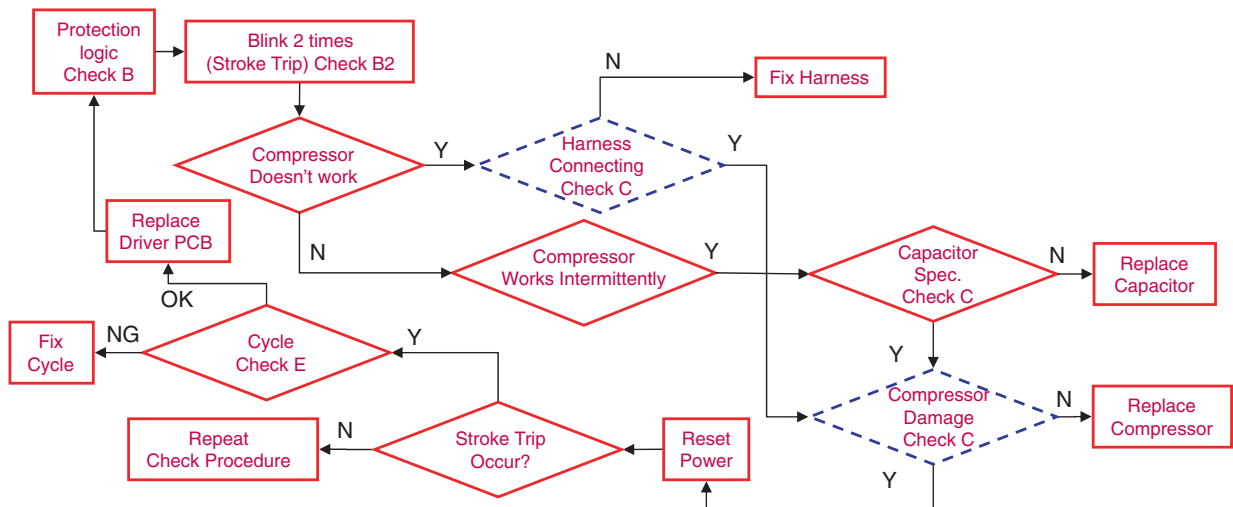 Protection
logic
Check B
Blink 2 times
(Stroke Trip) Check B2
N
Fix Harness
Compressor
Doesn't work
Y
Harness
Connecting
Check C
Y
Replace
Driver PCB
N
Compressor
Works Intermittently
Y
Capacitor
Spec.
Check C
N
Replace
Capacitor
OK
Fix
Cycle
NG
Cycle
Check E
Y
Y
Compressor
Damage
Check C
N
Replace
Compressor
Repeat
Check Procedure
N
Stroke Trip
Occur?
Reset
Power
Y